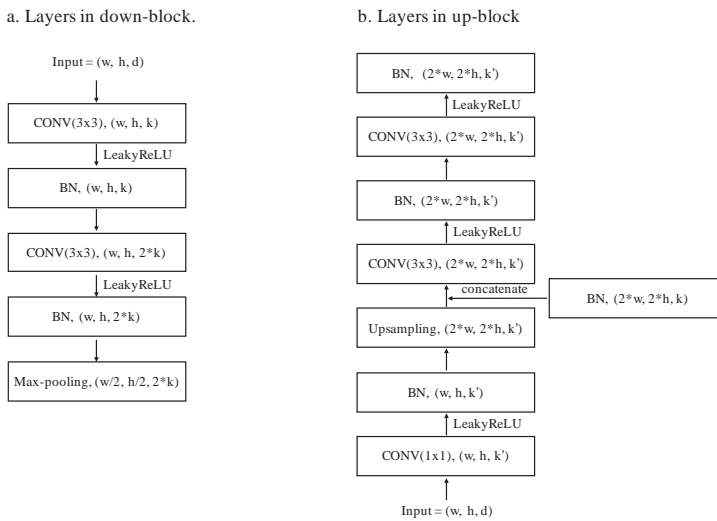 a. Layers in down-block.
Input = (w, h, d)
CONV(3x3), (w, h, k)
LeakyReLU
BN, (w, h, k)
CONV(3x3), (w, h, 2*k)
LeakyReLU
BN, (w, h, 2*k)
Max-pooling, (w/2, h/2, 2*k)
b. Layers in up-block
BN, (2*w, 2*h, k')
LeakyReLU
CONV(3x3), (2*w, 2*h, k')
BN, (2*w, 2*h, k')
LeakyReLU
CONV(3x3), (2*w, 2*h, k')
concatenate
BN, (2*w, 2*h, k)
Upsampling, (2*w, 2*h, k')
BN, (w, h, k')
LeakyReLU
CONV(1x1), (w, h, k')
Input = (w, h, d)